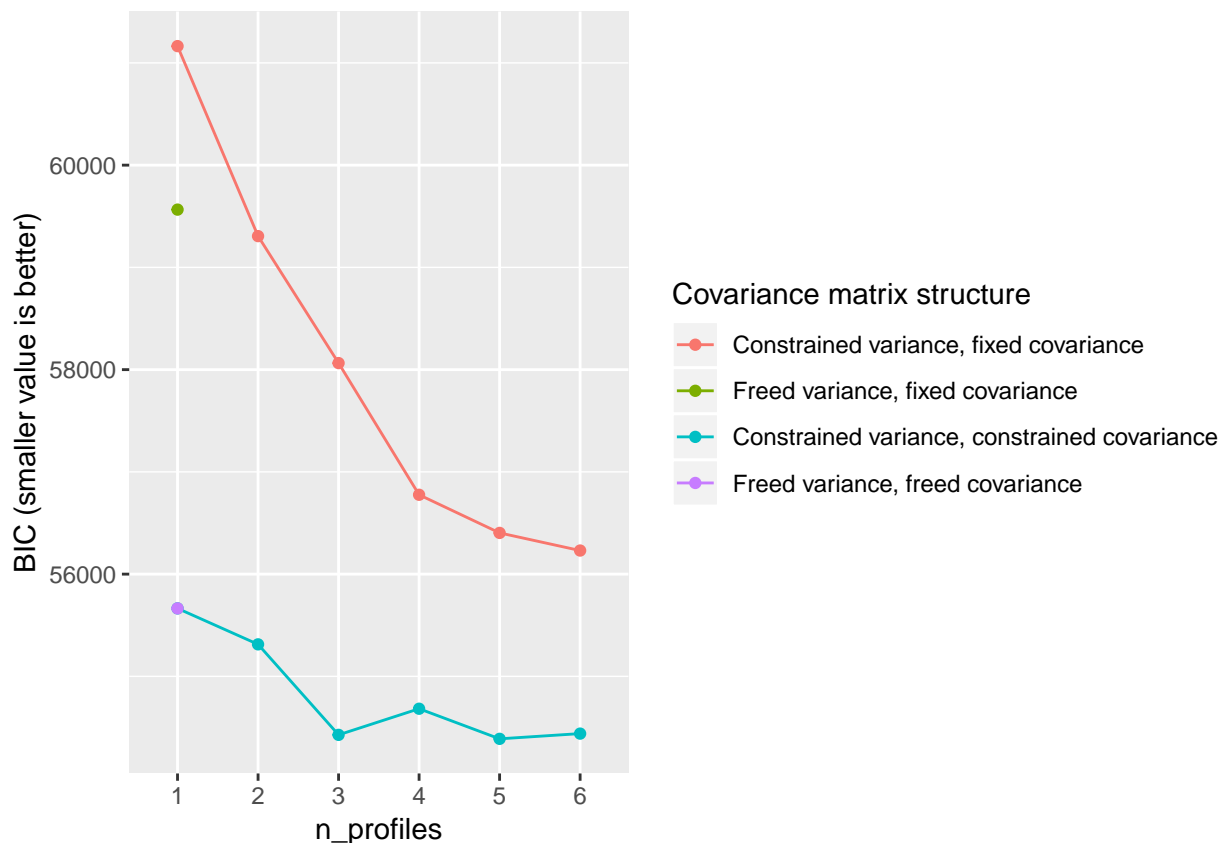 60000
58000
56000
BIC (smaller value is better)
1 2 3 4 5 6
n_profiles
Covariance matrix structure
Constrained variance, fixed covariance
Freed variance, fixed covariance
Constrained variance, constrained covariance
Freed variance, freed covariance